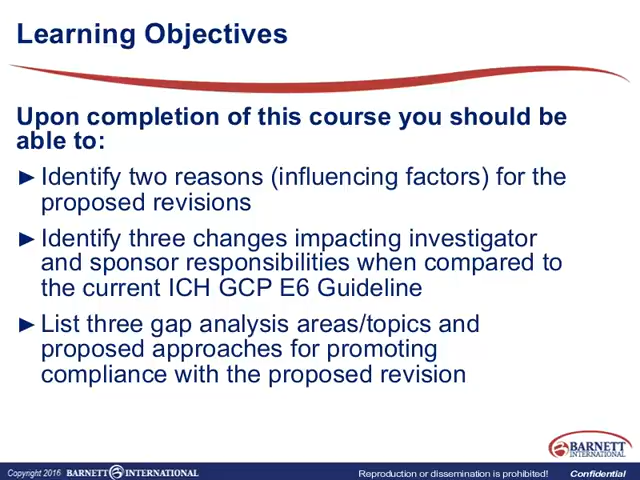 Learning Objectives
Upon completion of this course you should be
able to:
►Identify two reasons (influencing factors) for the
proposed revisions
►Identify three changes impacting investigator
and sponsor responsibilities when compared to
the current ICH GCP E6 Guideline
►List three gap analysis areas/topics and
proposed approaches for promoting
compliance with the proposed revision
BARNETT
INTERNATIONAL
Copyright 2016 BARNETT INTERNATIONAL Reproduction or dissemination is prohibited! Confidential